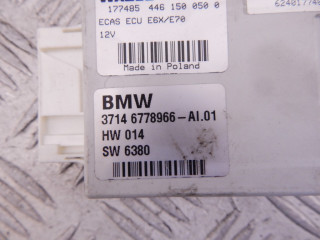 177485 446 150 050 0
ECAS ECU E6X/E70
12V
Made in Poland
BMW
3714 6778966-AI.01
HW 014
SW 6380